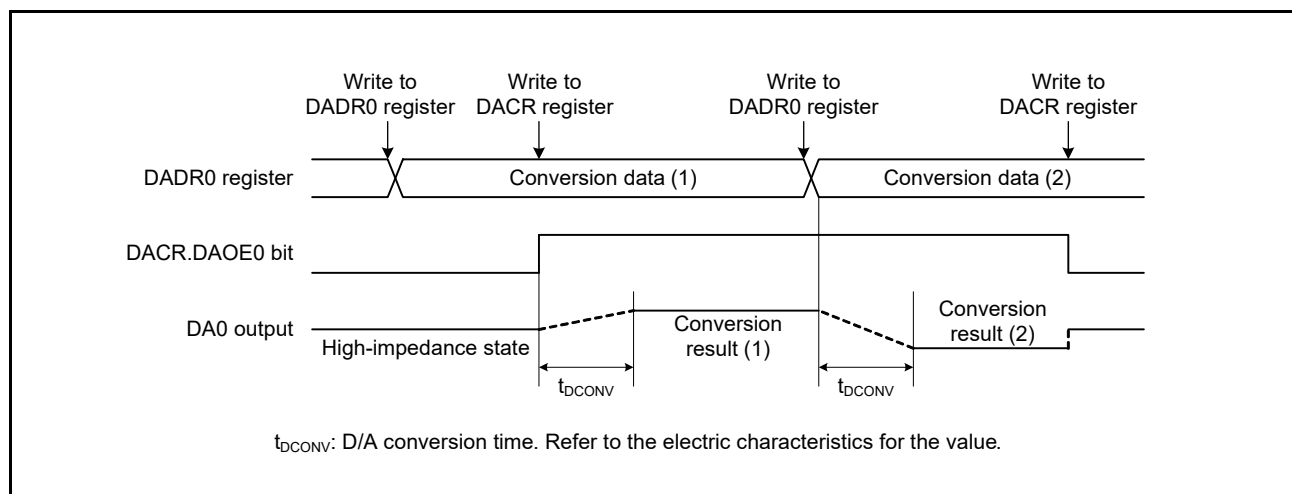 Write to
DADR0 register
Write to
DACR register
Write to
DADR0 register
Write to
DACR register
DADR0 register
Conversion data (1)
Conversion data (2)
DACR.DAOE0 bit
DA0 output
High-impedance state
Conversion
result (1)
Conversion
result (2)
tDCONV
tDCONV
tDCONV: D/A conversion time. Refer to the electric characteristics for the value.